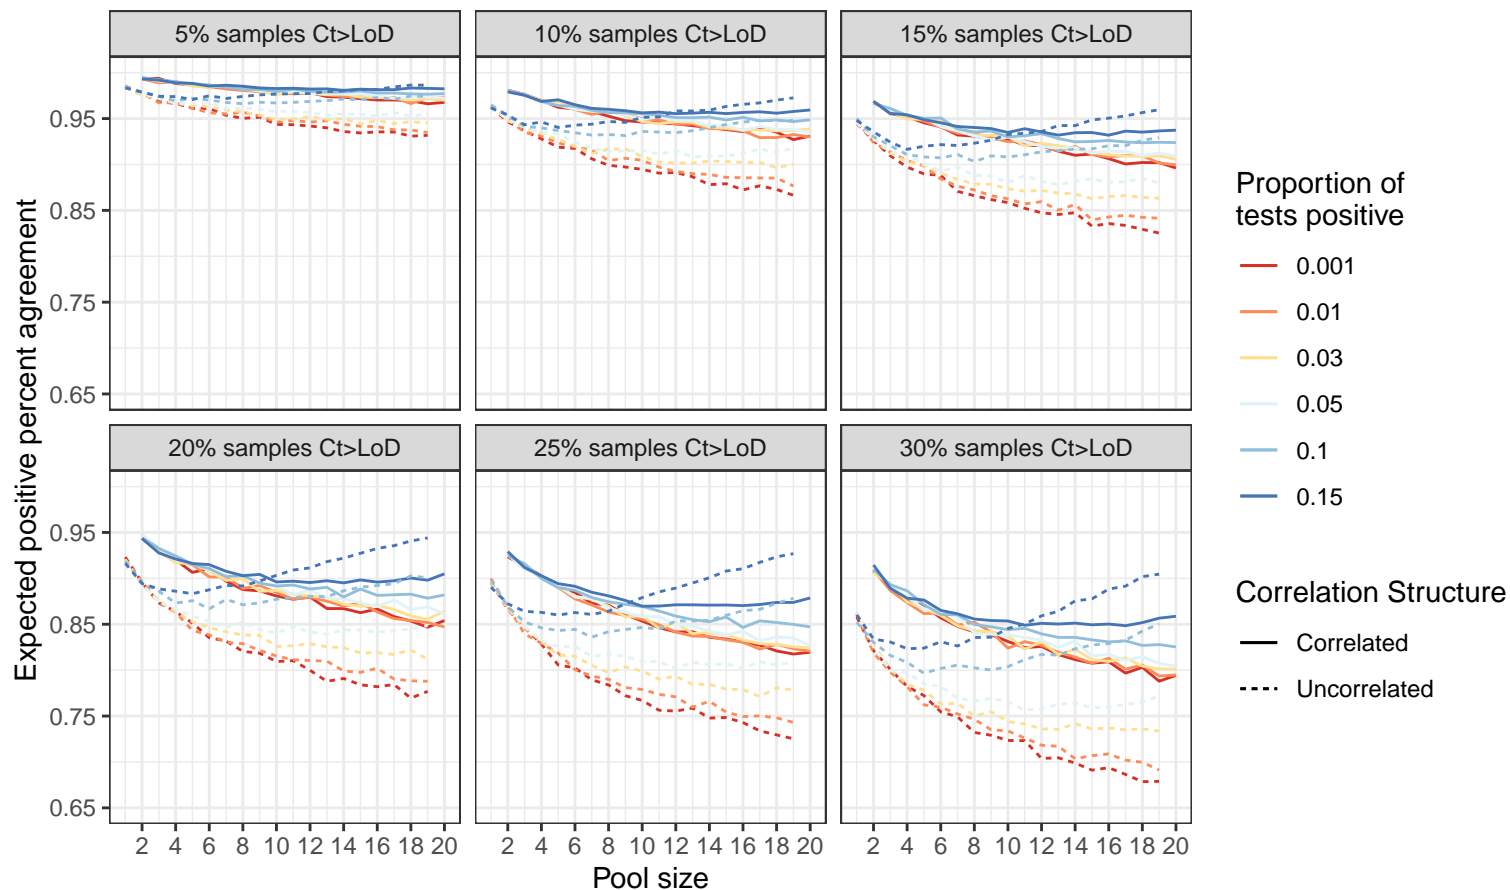 5% samples Ct>LoD
10% samples Ct>LoD
15% samples Ct>LoD
0.95
0.85
0.75
0.65
20% samples Ct>LoD
25% samples Ct>LoD
30% samples Ct>LoD
0.95
0.85
0.75
0.65
2 4 6 8 10 12 14 16 18 20
2 4 6 8 10 12 14 16 18 20
2 4 6 8 10 12 14 16 18 20
Pool size
Expected positive percent agreement
Proportion of
tests positive
0.001
0.01
0.03
0.05
0.1
0.15
Correlation Structure
Correlated
Uncorrelated